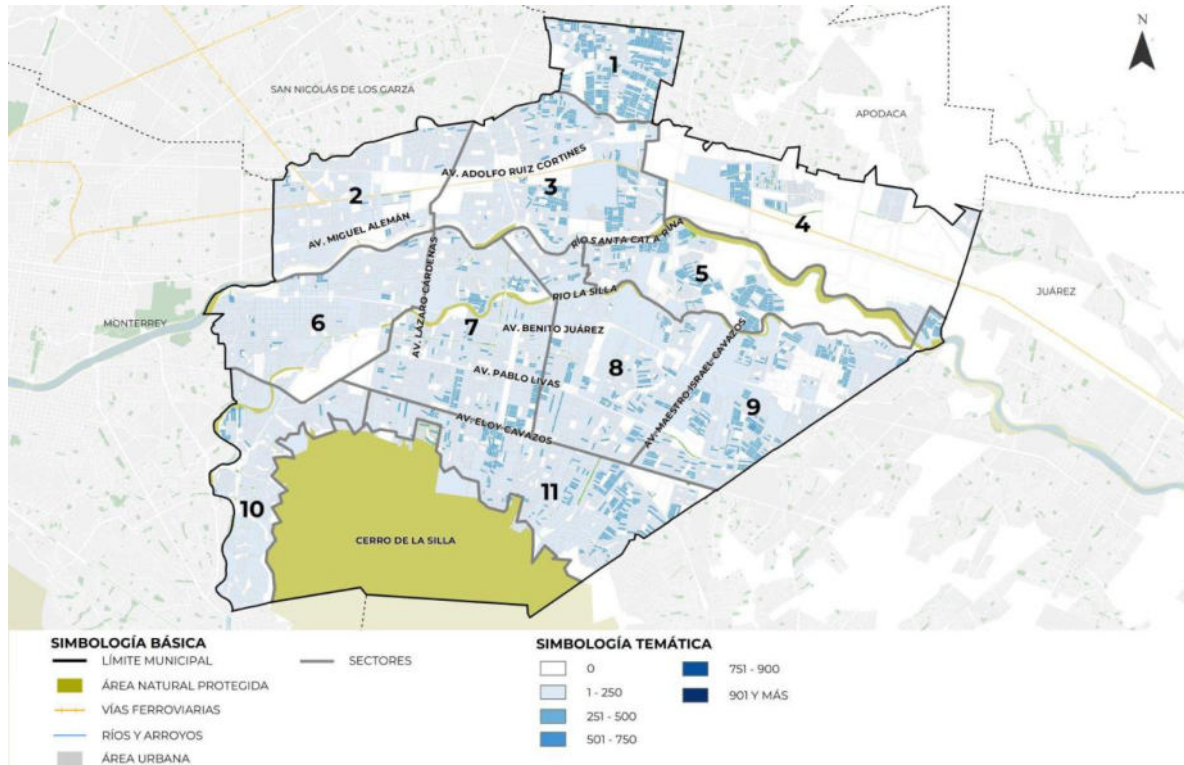 N
1
SAN NICÓLAS DE LOS GARZA
APODACA
AV. ADOLFO RUIZ CORTINES
2
3
4
AV. MIGUEL ALEMÁN
RÍO SANTA CATARINA
5
JUÁREZ
AV. LÁZARO CÁRDENAS
RIO LA SILLA
MONTERREY
6
7
AV. BENITO JUÁREZ
8
AV. PABLO LIVAS
AV. MAESTRO ISRAEL CAVAZOS
9
AV. ELOY CAVAZOS
10
11
CERRO DE LA SILLA
SIMBOLOGÍA BÁSICA
LÍMITE MUNICIPAL
SECTORES
ÁREA NATURAL PROTEGIDA
VÍAS FERROVIARIAS
RÍOS Y ARROYOS
ÁREA URBANA
SIMBOLOGÍA TEMÁTICA
0
1 - 250
251 - 500
501 - 750
751 - 900
901 Y MÁS